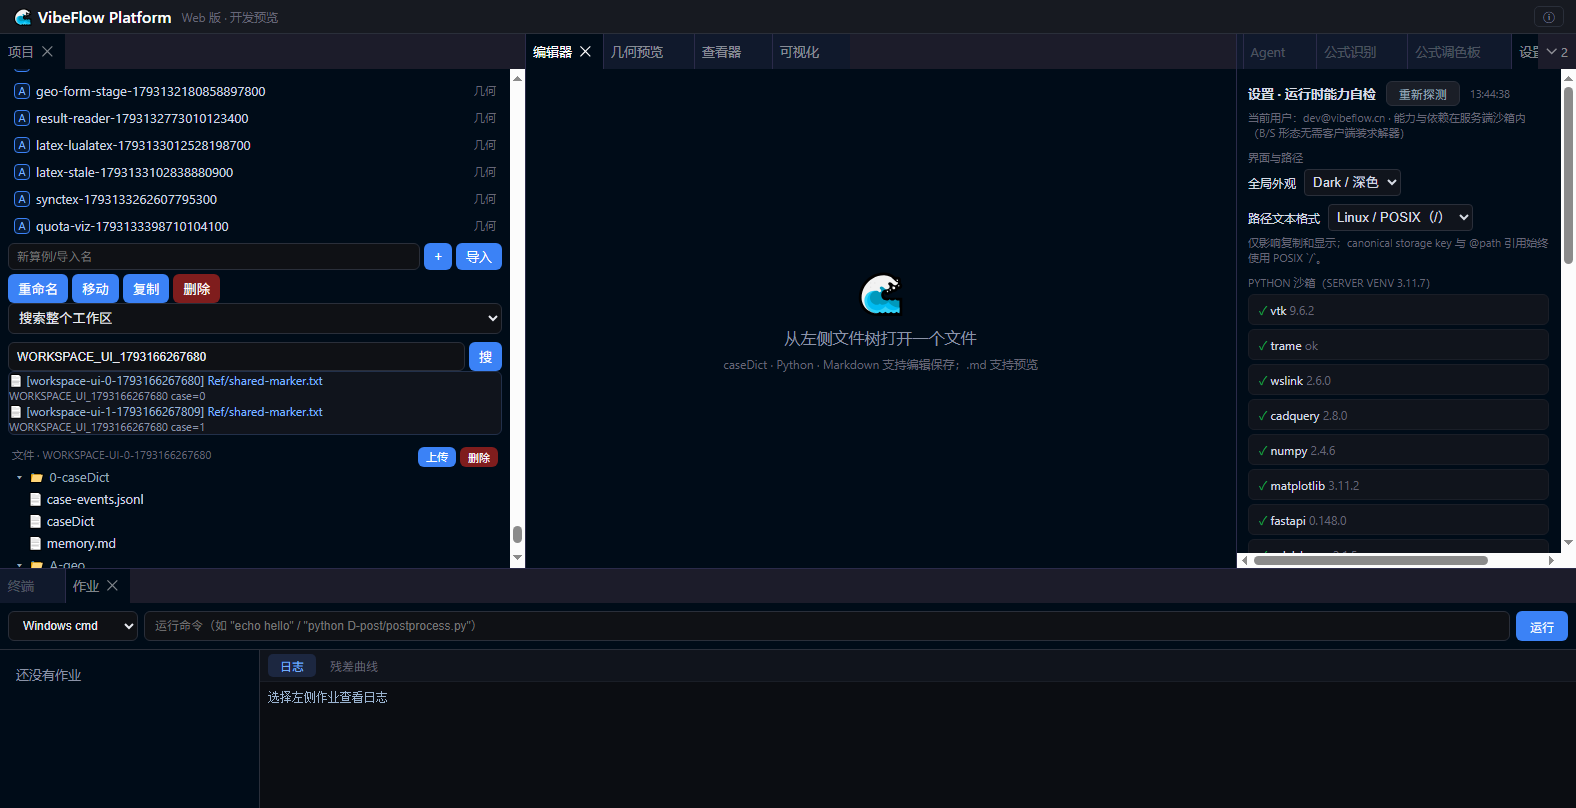 VibeFlow Platform Web 版 · 开发预览
项目
geo-form-stage-1793132180858897800 几何
result-reader-1793132773010123400 几何
latex-lualatex-1793133012528198700 几何
latex-stale-1793133102838880900 几何
synctex-1793133262607795300 几何
quota-viz-1793133398710104100 几何
新算例/导入名 + 导入
重命名 移动 复制 删除
搜索整个工作区
WORKSPACE_UI_1793166267680 搜
[workspace-ui-0-1793166267680] Ref/shared-marker.txt
WORKSPACE_UI_1793166267680 case=0
[workspace-ui-1-1793166267809] Ref/shared-marker.txt
WORKSPACE_UI_1793166267680 case=1
文件 · WORKSPACE-UI-0-1793166267680 上传 删除
0-caseDict
case-events.jsonl
caseDict
memory.md
A-geo
编辑器 几何预览 查看器 可视化
从左侧文件树打开一个文件
caseDict · Python · Markdown 支持编辑保存；.md 支持预览
Agent 公式识别 公式调色板 设置 2
设置 · 运行时能力自检 重新探测 13:44:38
当前用户：dev@vibeflow.cn · 能力与依赖在服务端沙箱内
（B/S 形态无需客户端装求解器）
界面与路径
全局外观 Dark / 深色
路径文本格式 Linux / POSIX（/）
仅影响复制和显示；canonical storage key 与 @path 引用始终
使用 POSIX `/`。
PYTHON 沙箱（SERVER VENV 3.11.7）
✓ vtk 9.6.2
✓ trame ok
✓ wslink 2.6.0
✓ cadquery 2.8.0
✓ numpy 2.4.6
✓ matplotlib 3.11.2
✓ fastapi 0.148.0
终端 作业
Windows cmd 运行命令（如 "echo hello" / "python D-post/postprocess.py"） 运行
还没有作业
日志 残差曲线
选择左侧作业查看日志